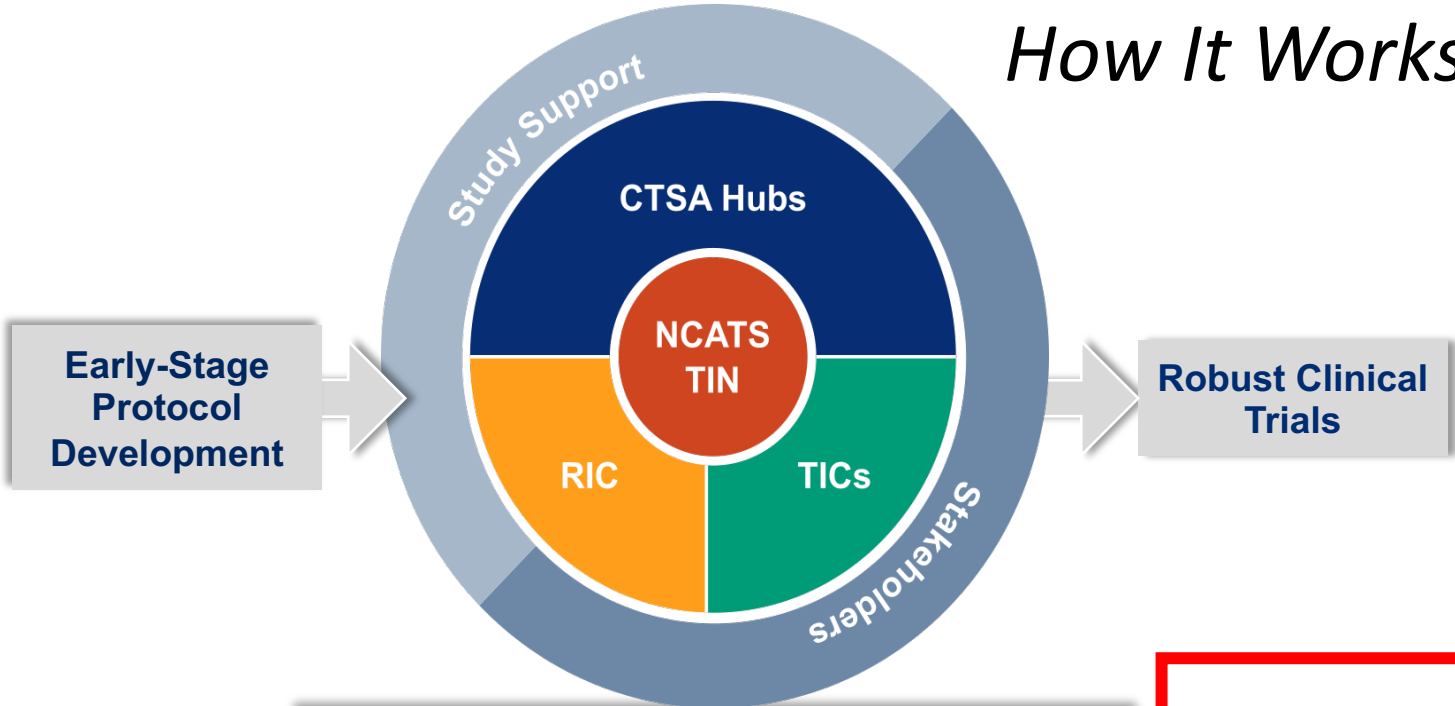 How It Works
Study Support
CTSA Hubs
NCATS
TIN
Early-Stage
Protocol
Development
Robust Clinical
Trials
RIC
TICs
Stakeholders